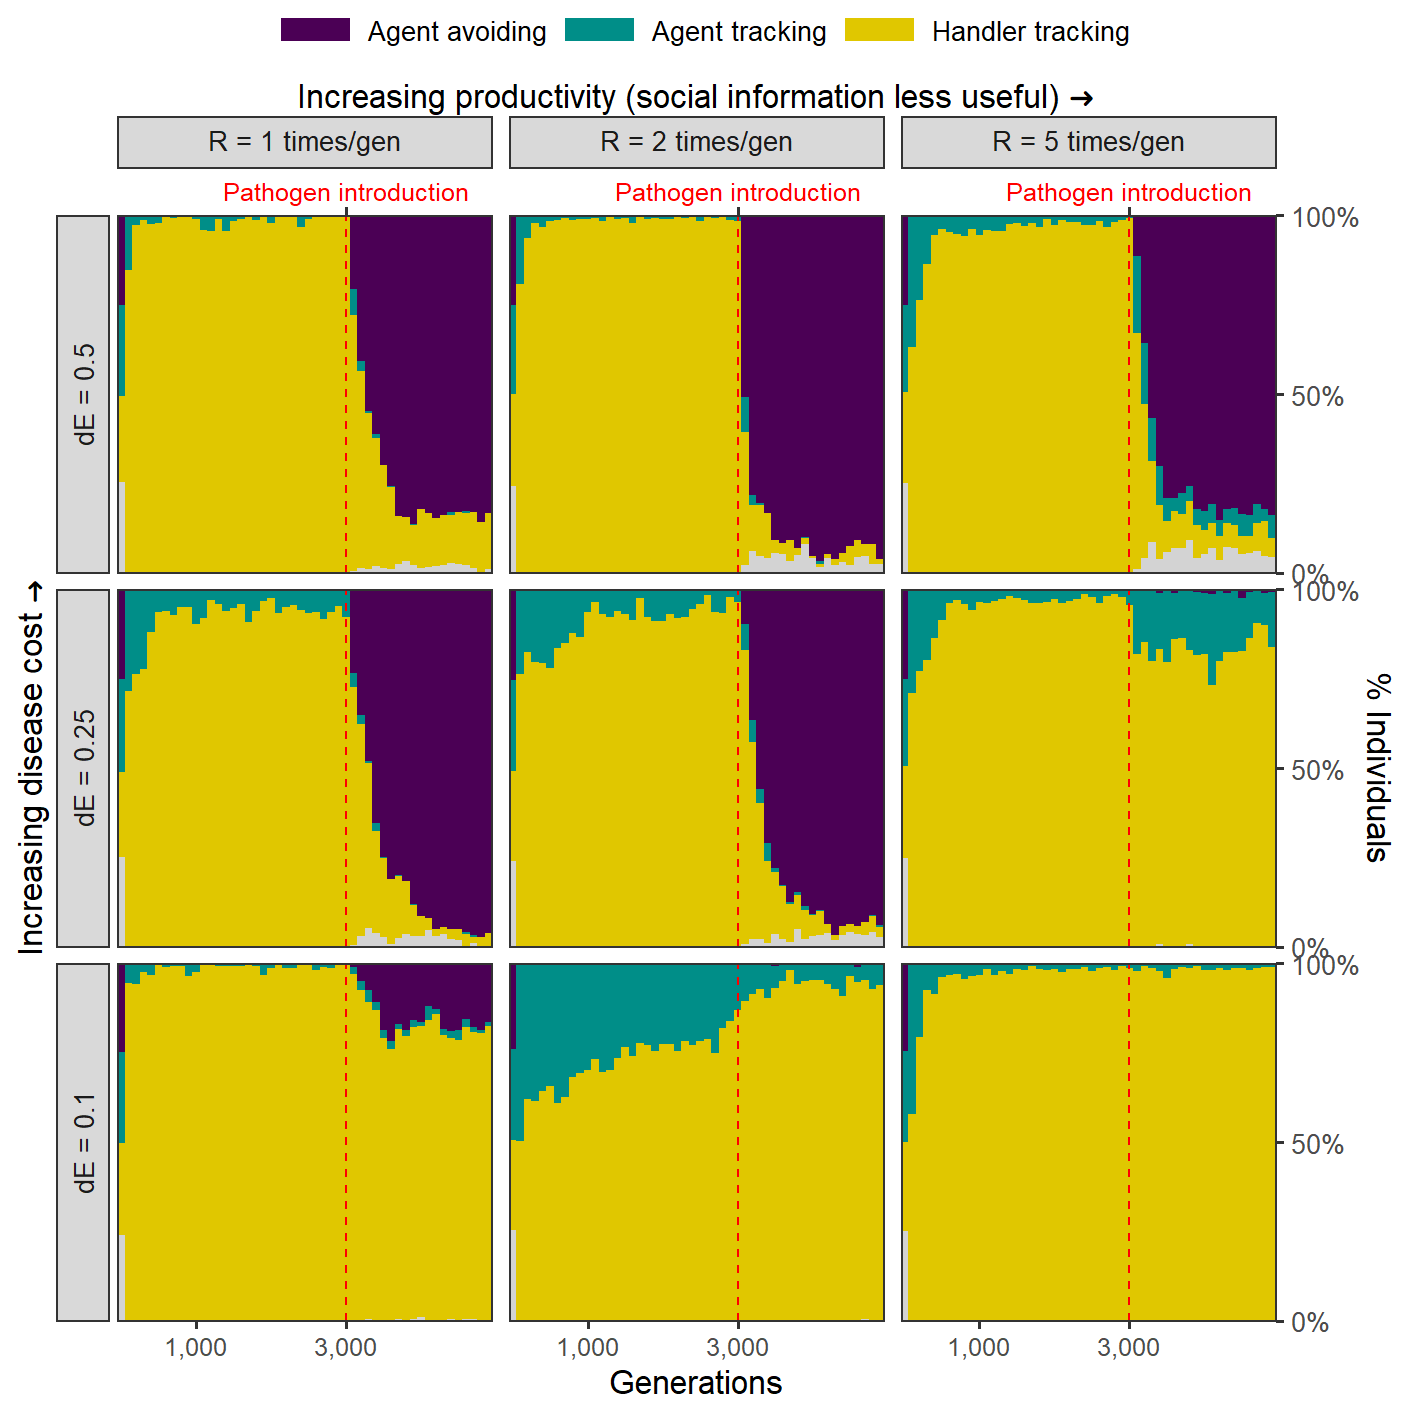 Agent avoiding Agent tracking Handler tracking
Increasing productivity (social information less useful) →
R = 1 times/gen R = 2 times/gen R = 5 times/gen
Pathogen introduction Pathogen introduction Pathogen introduction
Increasing disease cost →
dE = 0.5
100%
50%
0%
dE = 0.25
100%
50%
0%
dE = 0.1
100%
50%
0%
% Individuals
1,000 3,000 1,000 3,000 1,000 3,000
Generations